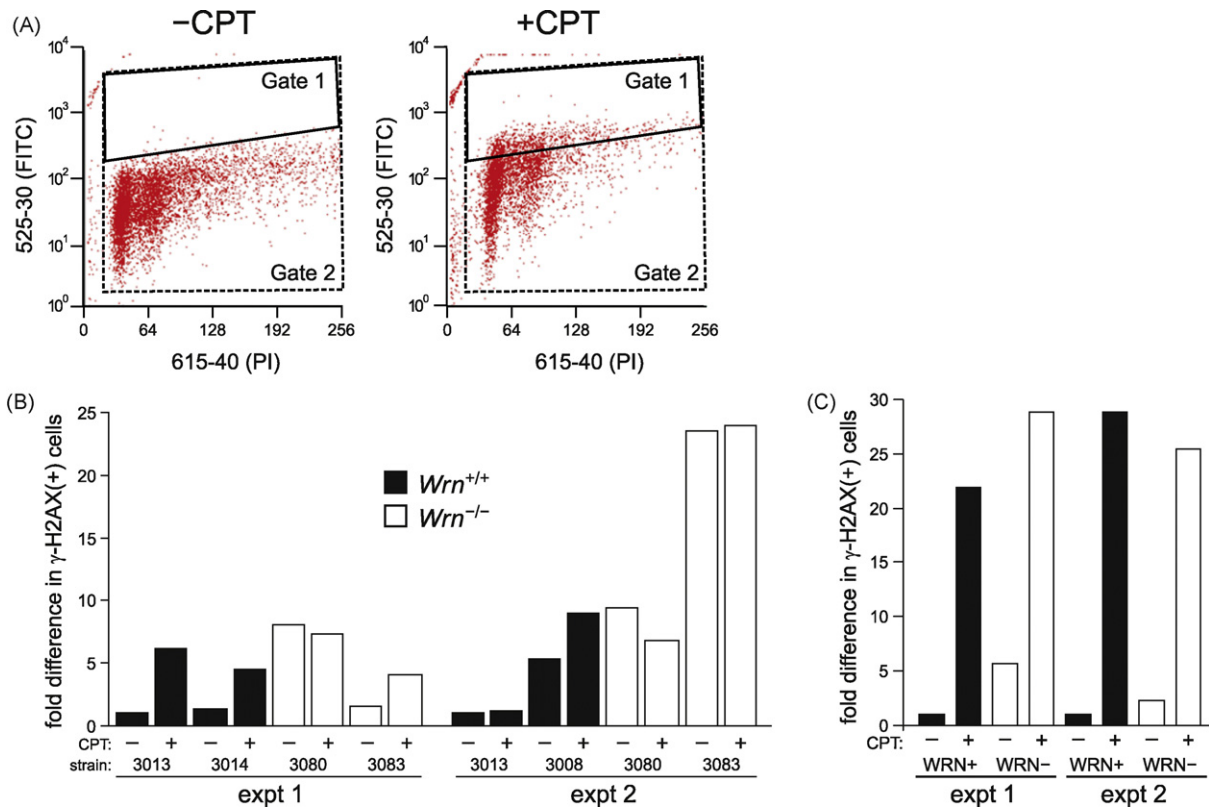 (A)
−CPT
+CPT
525-30 (FITC)
10⁴
10³
10²
10¹
10⁰
Gate 1
Gate 2
0 64 128 192 256
615-40 (PI)
525-30 (FITC)
10⁴
10³
10²
10¹
10⁰
Gate 1
Gate 2
0 64 128 192 256
615-40 (PI)
(B)
fold difference in γ-H2AX(+) cells
25
20
15
10
5
0
Wrn⁺/⁺
Wrn⁻/⁻
CPT: − + − + − + − + − + − + − + − +
strain: 3013 3014 3080 3083 3013 3008 3080 3083
expt 1 expt 2
(C)
fold difference in γ-H2AX(+) cells
30
25
20
15
10
5
0
CPT: − + − + − + − +
WRN+ WRN− WRN+ WRN−
expt 1 expt 2